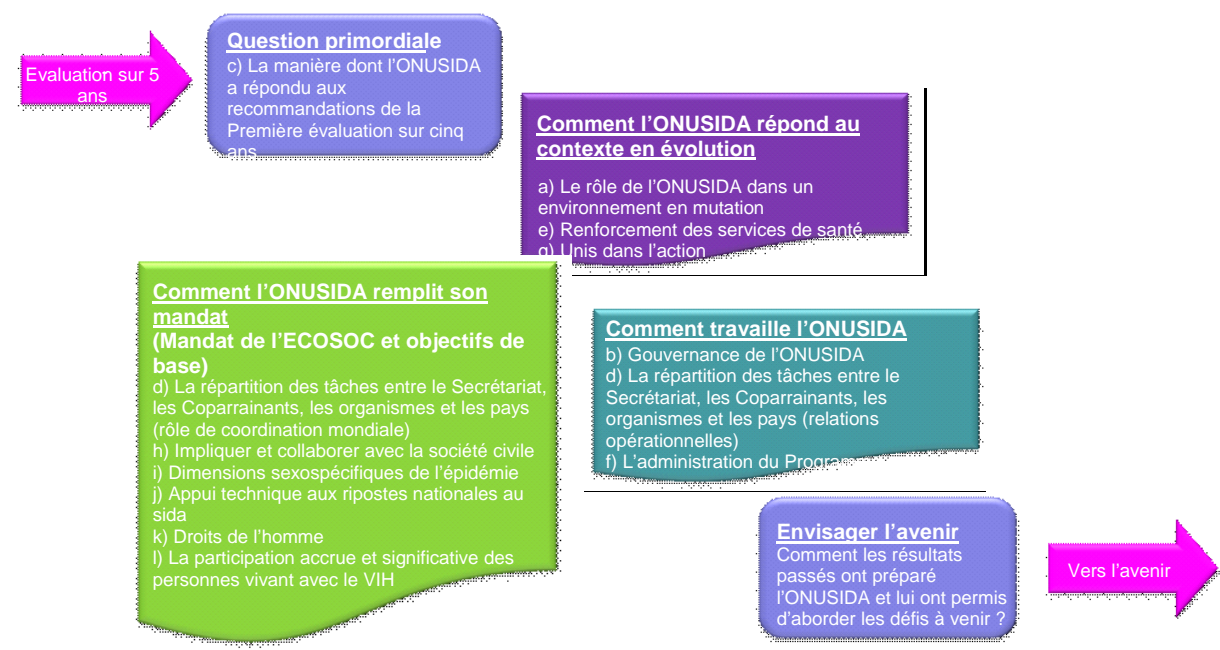 Evaluation sur 5
ans
Question primordiale
c) La manière dont l’ONUSIDA
a répondu aux
recommandations de la
Première évaluation sur cinq
ans
Comment l’ONUSIDA répond au
contexte en évolution
a) Le rôle de l’ONUSIDA dans un
environnement en mutation
e) Renforcement des services de santé
g) Unis dans l’action
Comment l’ONUSIDA remplit son
mandat
(Mandat de l’ECOSOC et objectifs de
base)
d) La répartition des tâches entre le Secrétariat,
les Coparrainants, les organismes et les pays
(rôle de coordination mondiale)
h) Impliquer et collaborer avec la société civile
i) Dimensions sexospécifiques de l’épidémie
j) Appui technique aux ripostes nationales au
sida
k) Droits de l’homme
l) La participation accrue et significative des
personnes vivant avec le VIH
Comment travaille l’ONUSIDA
b) Gouvernance de l’ONUSIDA
d) La répartition des tâches entre le
Secrétariat, les Coparrainants, les
organismes et les pays (relations
opérationnelles)
f) L’administration du
Envisager l’avenir
Comment les résultats
passés ont préparé
l’ONUSIDA et lui ont permis
d’aborder les défis à venir ?
Vers l’avenir